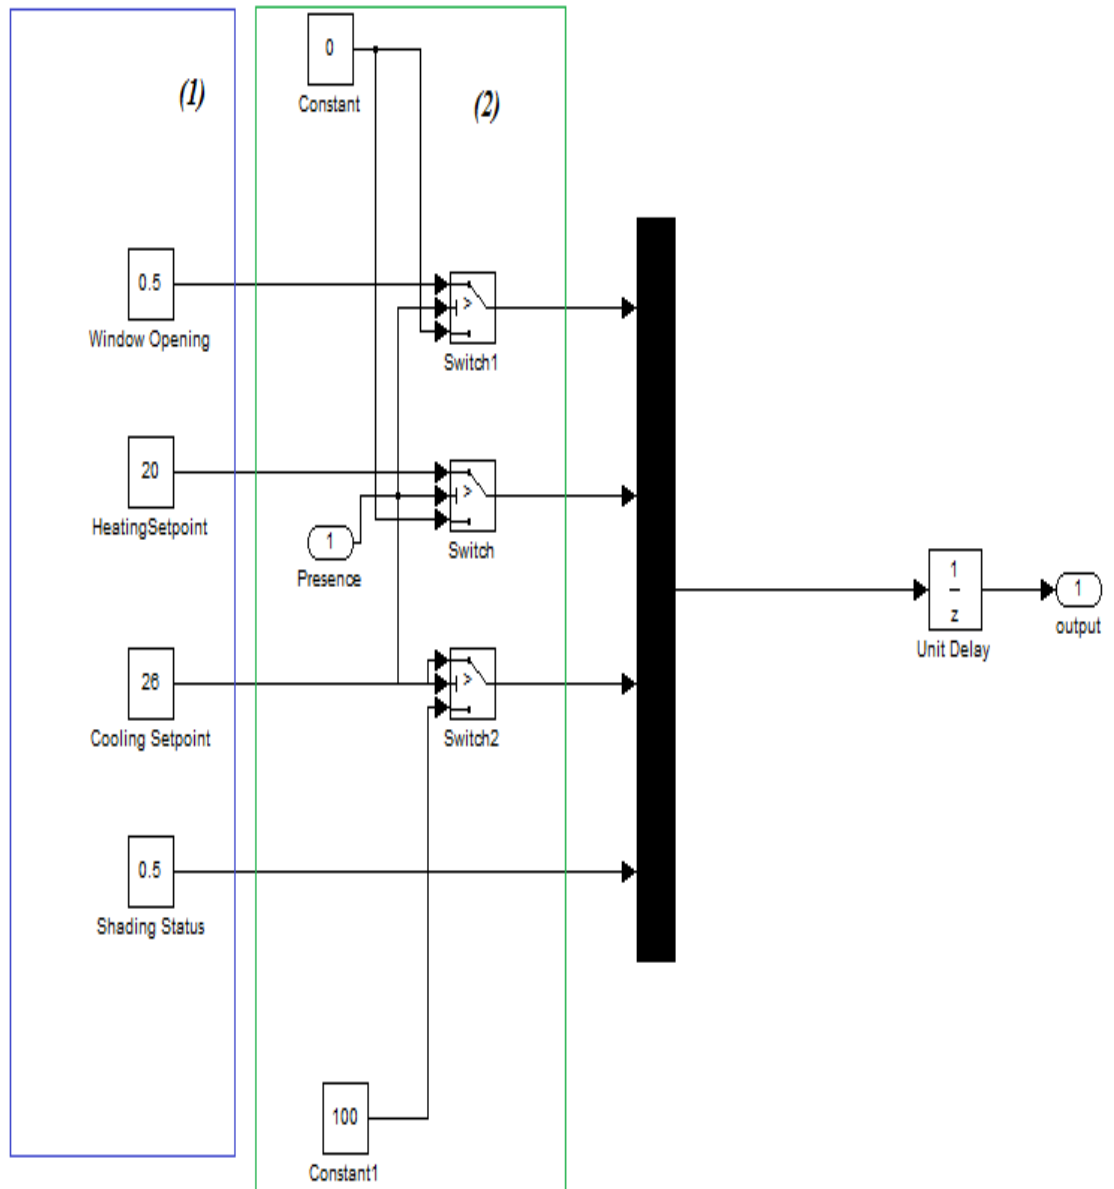 0
Constant
(1)
(2)
0.5
Window Opening
>
Switch1
20
HeatingSetpoint
>
Switch
1
Presence
26
Cooling Setpoint
>
Switch2
1
z
Unit Delay
1
output
0.5
Shading Status
100
Constant1